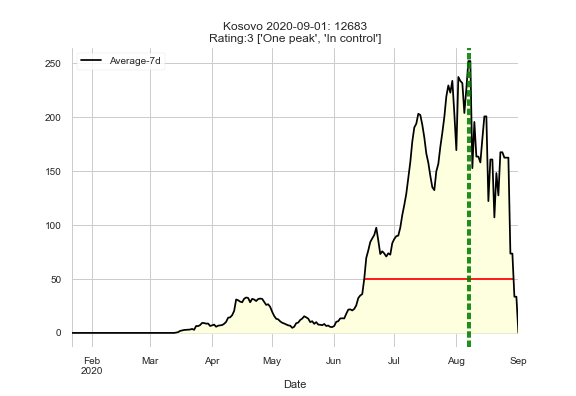 Kosovo 2020-09-01: 12683
Rating:3 ['One peak', 'In control']
Average-7d
250
200
150
100
50
0
Feb Mar Apr May Jun Jul Aug Sep
2020
Date